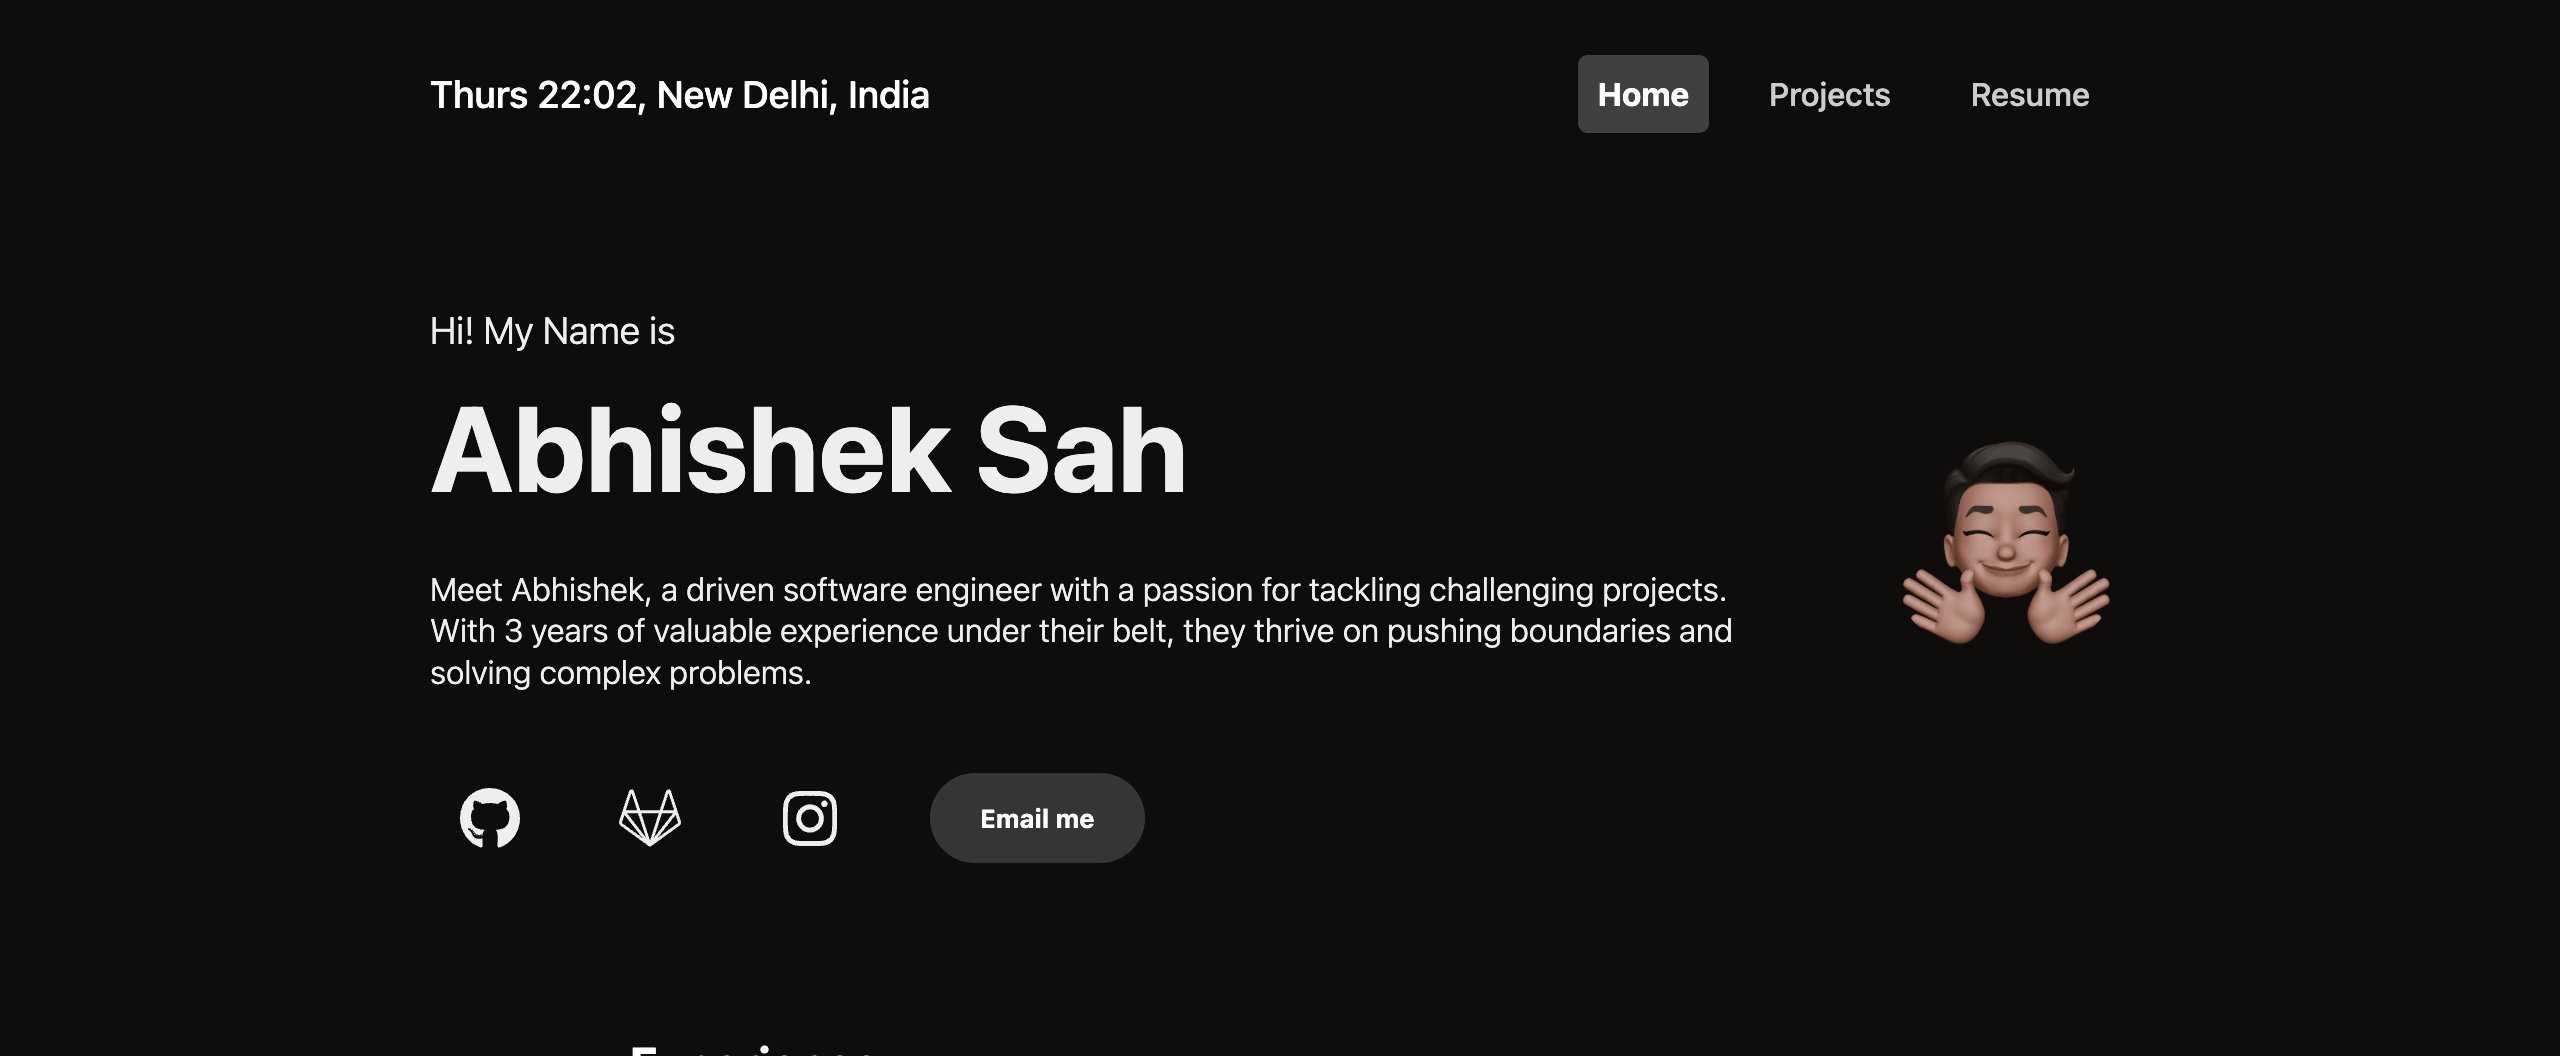 Thurs 22:02, New Delhi, India
Home
Projects
Resume
Hi! My Name is
Abhishek Sah
Meet Abhishek, a driven software engineer with a passion for tackling challenging projects.
With 3 years of valuable experience under their belt, they thrive on pushing boundaries and
solving complex problems.
Email me
Experience